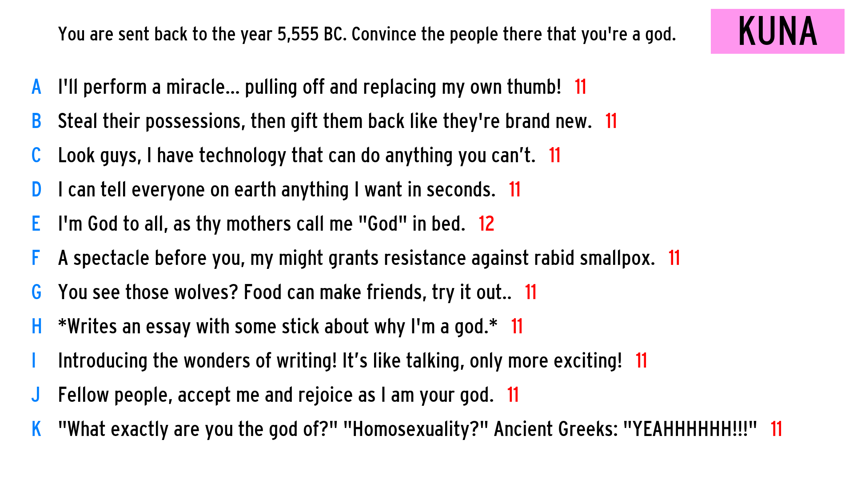 You are sent back to the year 5,555 BC. Convince the people there that you're a god. KUNA
A I'll perform a miracle... pulling off and replacing my own thumb! 11
B Steal their possessions, then gift them back like they're brand new. 11
C Look guys, I have technology that can do anything you can’t. 11
D I can tell everyone on earth anything I want in seconds. 11
E I'm God to all, as thy mothers call me "God" in bed. 12
F A spectacle before you, my might grants resistance against rabid smallpox. 11
G You see those wolves? Food can make friends, try it out.. 11
H *Writes an essay with some stick about why I'm a god.* 11
I Introducing the wonders of writing! It’s like talking, only more exciting! 11
J Fellow people, accept me and rejoice as I am your god. 11
K "What exactly are you the god of?" "Homosexuality?" Ancient Greeks: "YEAHHHHHH!!!" 11